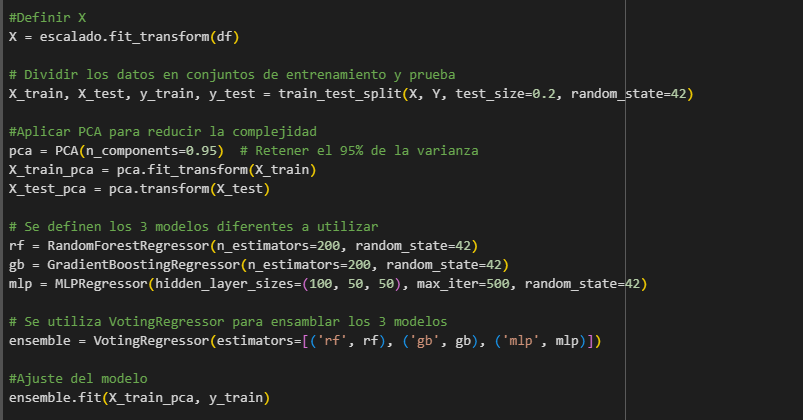 #Definir X
X = escalado.fit_transform(df)
# Dividir los datos en conjuntos de entrenamiento y prueba
X_train, X_test, y_train, y_test = train_test_split(X, Y, test_size=0.2, random_state=42)
#Aplicar PCA para reducir la complejidad
pca = PCA(n_components=0.95)  # Retener el 95% de la varianza
X_train_pca = pca.fit_transform(X_train)
X_test_pca = pca.transform(X_test)
# Se definen los 3 modelos diferentes a utilizar
rf = RandomForestRegressor(n_estimators=200, random_state=42)
gb = GradientBoostingRegressor(n_estimators=200, random_state=42)
mlp = MLPRegressor(hidden_layer_sizes=(100, 50, 50), max_iter=500, random_state=42)
# Se utiliza VotingRegressor para ensamblar los 3 modelos
ensemble = VotingRegressor(estimators=[('rf', rf), ('gb', gb), ('mlp', mlp)])
#Ajuste del modelo
ensemble.fit(X_train_pca, y_train)